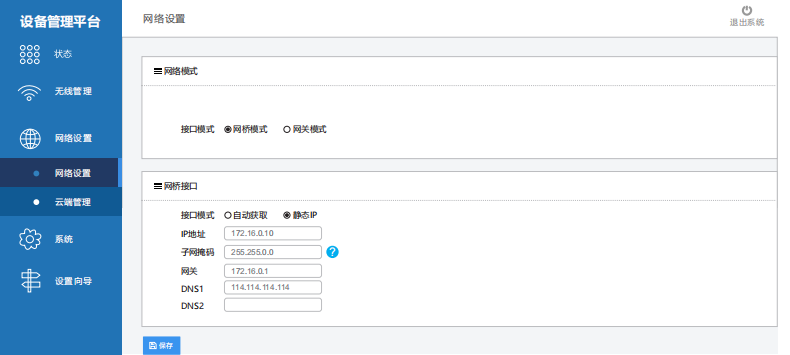 设备管理平台
网络设置
退出系统
状态
无线管理
网络设置
网络设置
云端管理
系统
设置向导
网络模式
接口模式 网桥模式 网关模式
网桥接口
接口模式 自动获取 静态IP
IP地址 172.16.0.10
子网掩码 255.255.0.0 ?
网关 172.16.0.1
DNS1 114.114.114.114
DNS2
保存